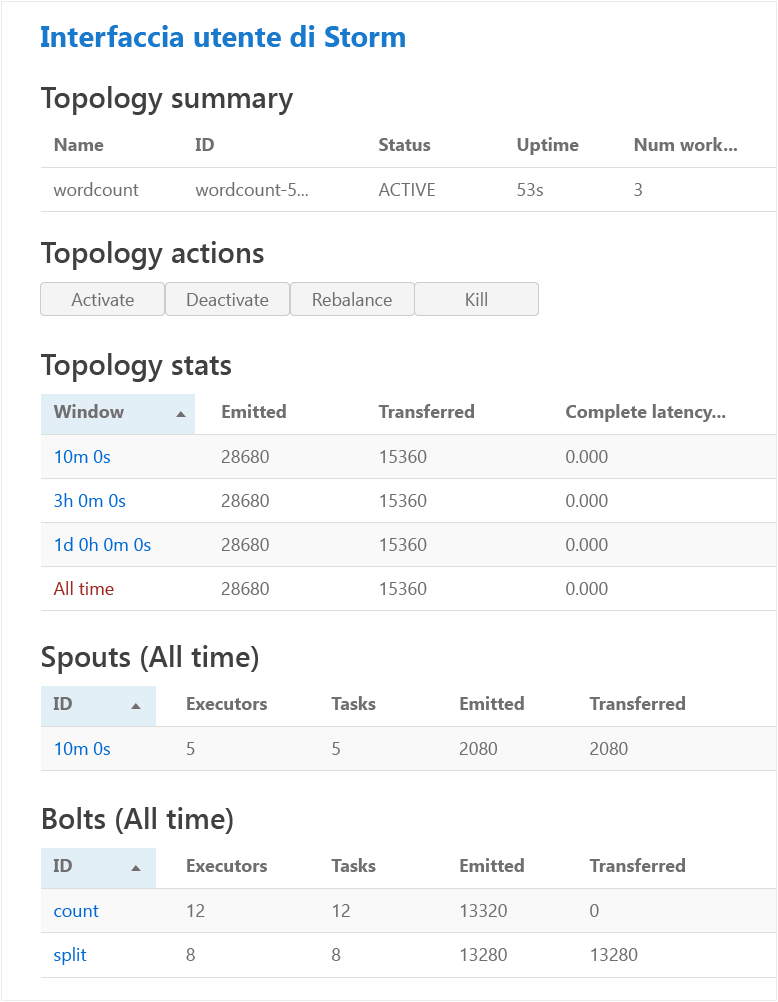 Interfaccia utente di Storm
Topology summary
Name ID Status Uptime Num work...
wordcount wordcount-5... ACTIVE 53s 3
Topology actions
Activate Deactivate Rebalance Kill
Topology stats
Window Emitted Transferred Complete latency...
10m 0s 28680 15360 0.000
3h 0m 0s 28680 15360 0.000
1d 0h 0m 0s 28680 15360 0.000
All time 28680 15360 0.000
Spouts (All time)
ID Executors Tasks Emitted Transferred
10m 0s 5 5 2080 2080
Bolts (All time)
ID Executors Tasks Emitted Transferred
count 12 12 13320 0
split 8 8 13280 13280